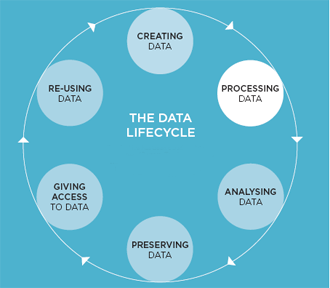 CREATING
DATA
PROCESSING
DATA
ANALYSING
DATA
PRESERVING
DATA
GIVING
ACCESS
TO DATA
RE-USING
DATA
THE DATA
LIFECYCLE